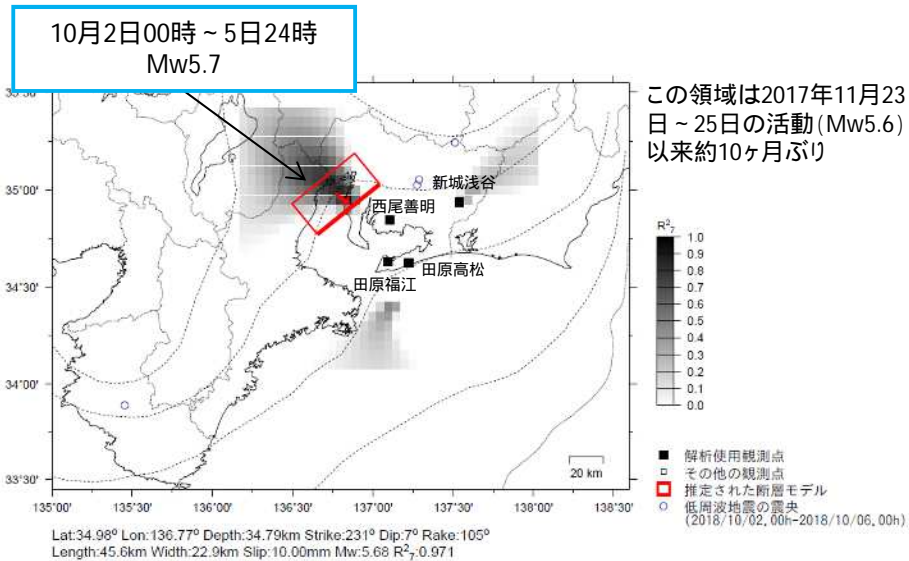 10月2日00時～5日24時
Mw5.7
この領域は2017年11月23
日～25日の活動(Mw5.6)
以来約10ヶ月ぶり
35°00'
34°30'
34°00'
33°30'
新城浅谷
西尾善明
田原高松
田原福江
20 km
135°00'
135°30'
136°00'
136°30'
137°00'
137°30'
138°00'
138°30'
R²₇
1.0
0.9
0.8
0.7
0.6
0.5
0.4
0.3
0.2
0.1
0.0
解析使用観測点
その他の観測点
推定された断層モデル
低周波地震の震央
(2018/10/02,00h-2018/10/06,00h)
Lat:34.98° Lon:136.77° Depth:34.79km Strike:231° Dip:7° Rake:105°
Length:45.6km Width:22.9km Slip:10.00mm Mw:5.68 R²₇:0.971